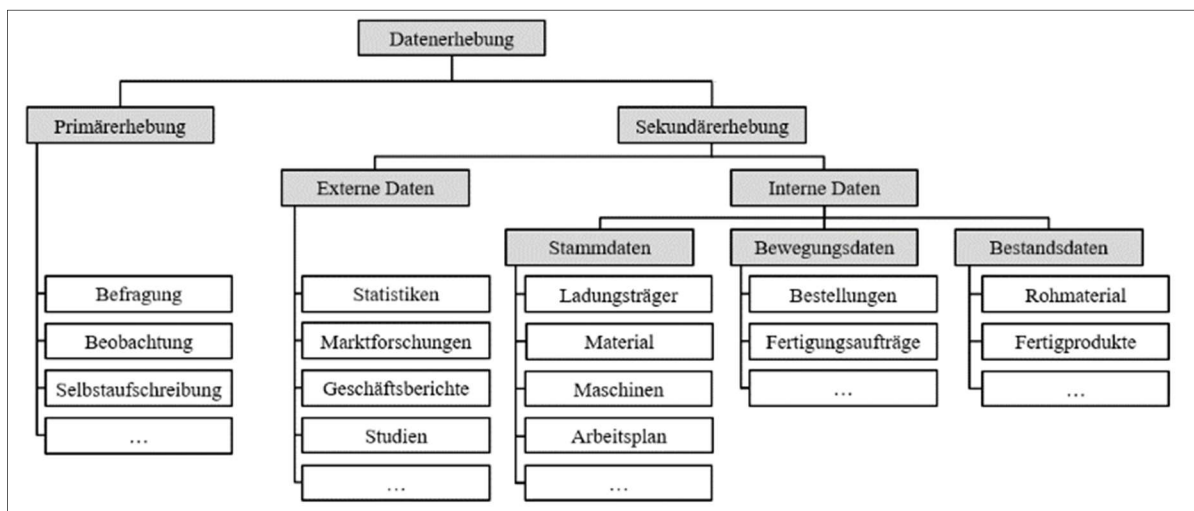 Datenerhebung
Primärerhebung
Sekundärerhebung
Externe Daten
Interne Daten
Stammdaten
Bewegungsdaten
Bestandsdaten
Befragung
Statistiken
Ladungsträger
Bestellungen
Rohmaterial
Beobachtung
Marktforschungen
Material
Fertigungsaufträge
Fertigprodukte
Selbstaufschreibung
Geschäftsberichte
Maschinen
…
…
…
Studien
Arbeitsplan
…
…